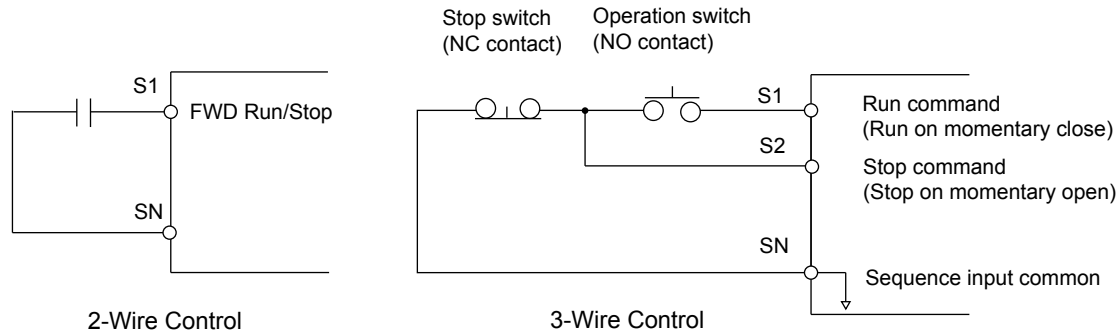 S1
FWD Run/Stop
SN
2-Wire Control
Stop switch
(NC contact)
Operation switch
(NO contact)
S1
Run command
(Run on momentary close)
S2
Stop command
(Stop on momentary open)
SN
Sequence input common
3-Wire Control